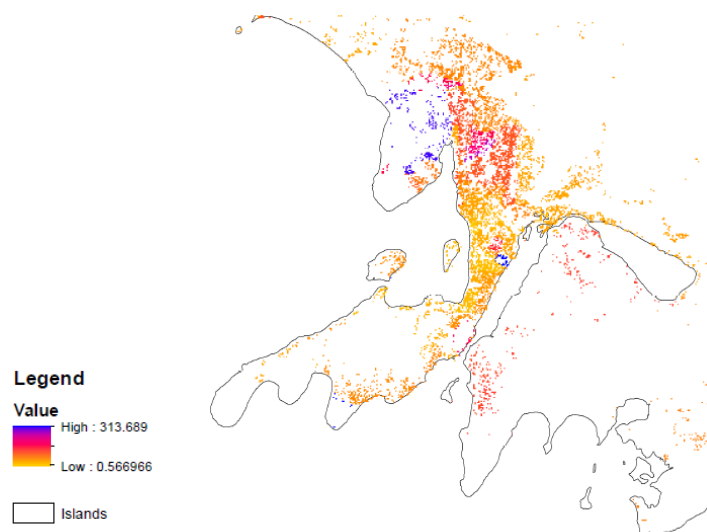 Legend
Value
High : 313.689
Low : 0.566966
Islands